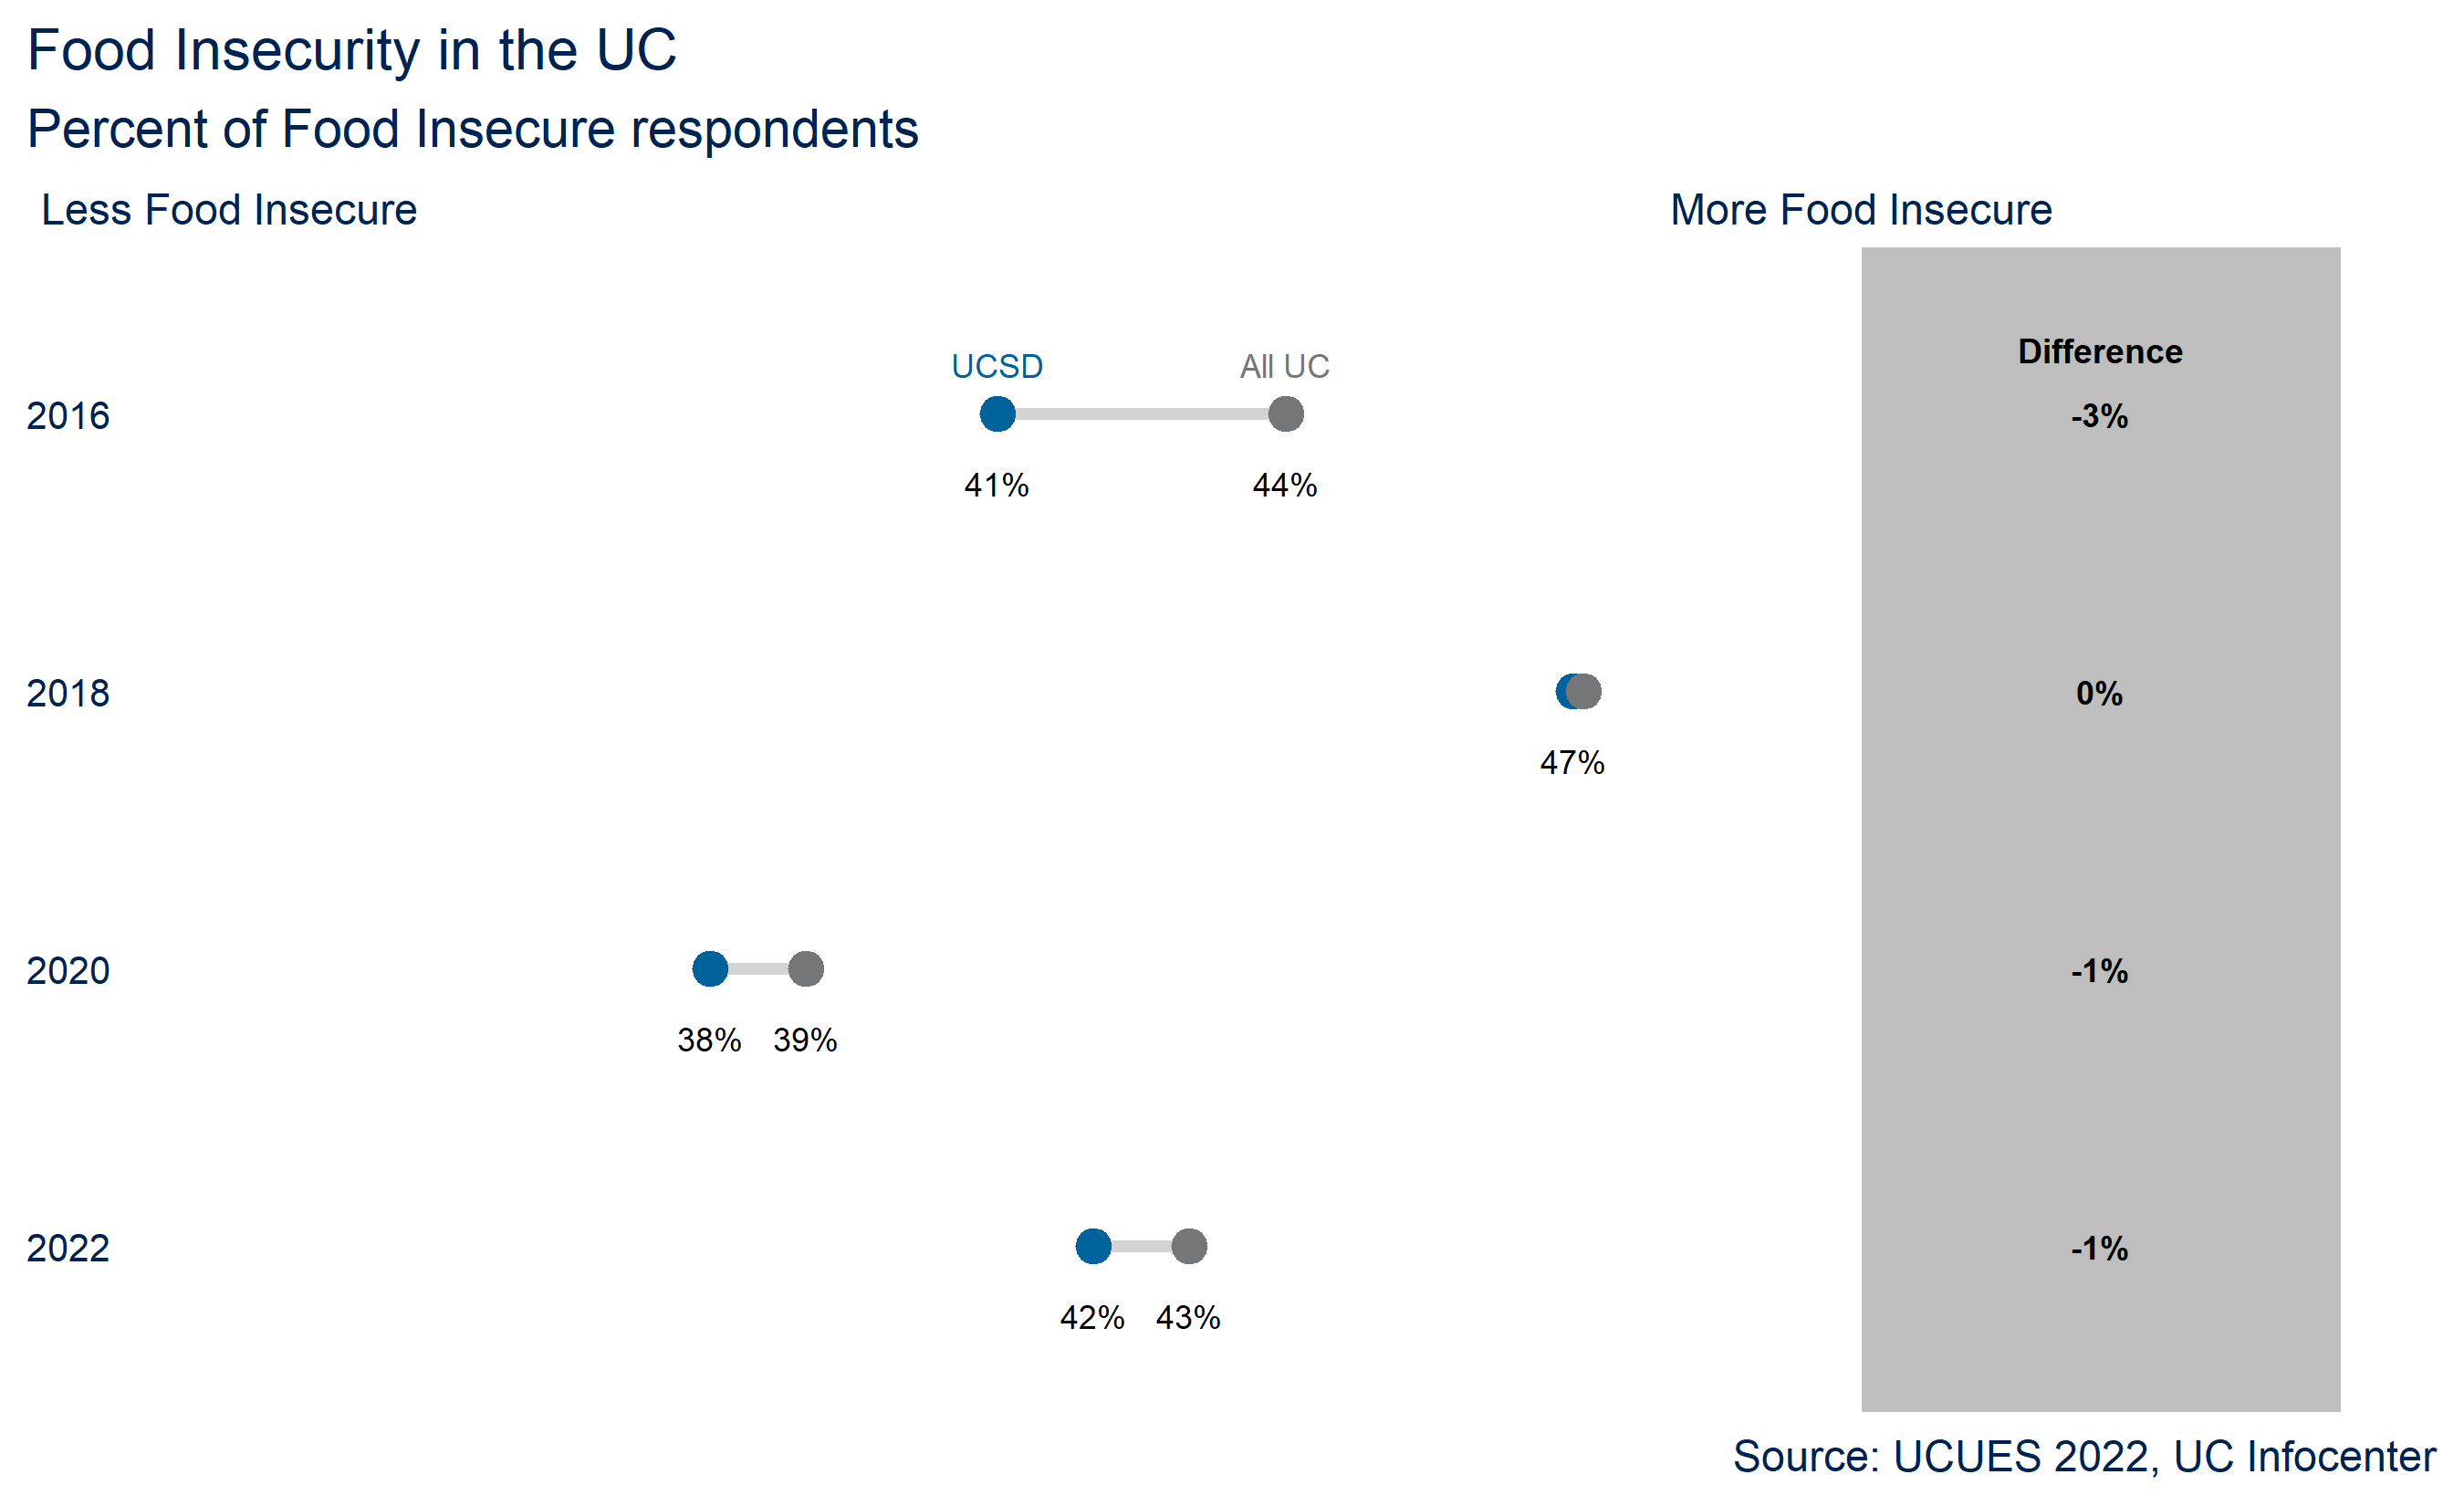 Food Insecurity in the UC
Percent of Food Insecure respondents
Less Food Insecure More Food Insecure
Difference
UCSD All UC
2016 -3%
41% 44%
2018 0%
47%
2020 -1%
38% 39%
2022 -1%
42% 43%
Source: UCUES 2022, UC Infocenter